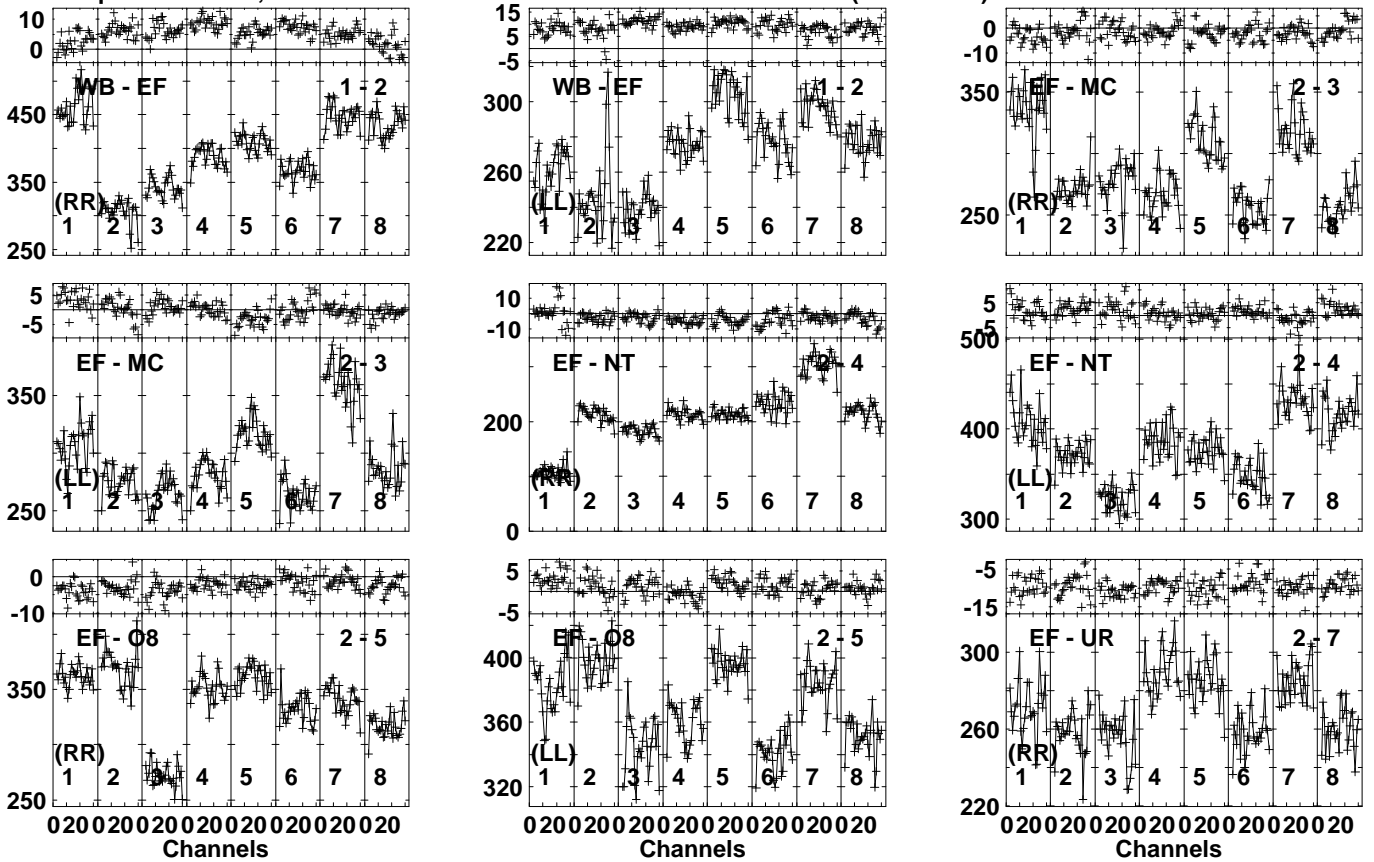 10
0
WB - EF 1 - 2
450
350
(RR)
1 2 3 4 5 6 7 8
250
15
5
-5
WB - EF 1 - 2
300
260
(LL)
1 2 3 4 5 6 7 8
220
0
-10
350
EF - MC 2 - 3
(RR)
250
1 2 3 4 5 6 7 8
5
-5
EF - MC 2 - 3
350
(LL)
1 2 3 4 5 6 7 8
250
10
-10
EF - NT 2 - 4
200
(RR)
1 2 3 4 5 6 7 8
0
5
-5
500
EF - NT 2 - 4
400
(LL)
1 2 3 4 5 6 7 8
300
0
-10
EF - O8 2 - 5
350
(RR)
1 2 3 4 5 6 7 8
250
0 20 0 20 0 20 0 20 0 20 0 20 0 20 0 20
Channels
5
-5
EF - O8 2 - 5
400
360
(LL)
1 2 3 4 5 6 7 8
320
0 20 0 20 0 20 0 20 0 20 0 20 0 20 0 20
Channels
-5
-15
EF - UR 2 - 7
300
260
(RR)
1 2 3 4 5 6 7 8
220
0 20 0 20 0 20 0 20 0 20 0 20 0 20 0 20
Channels